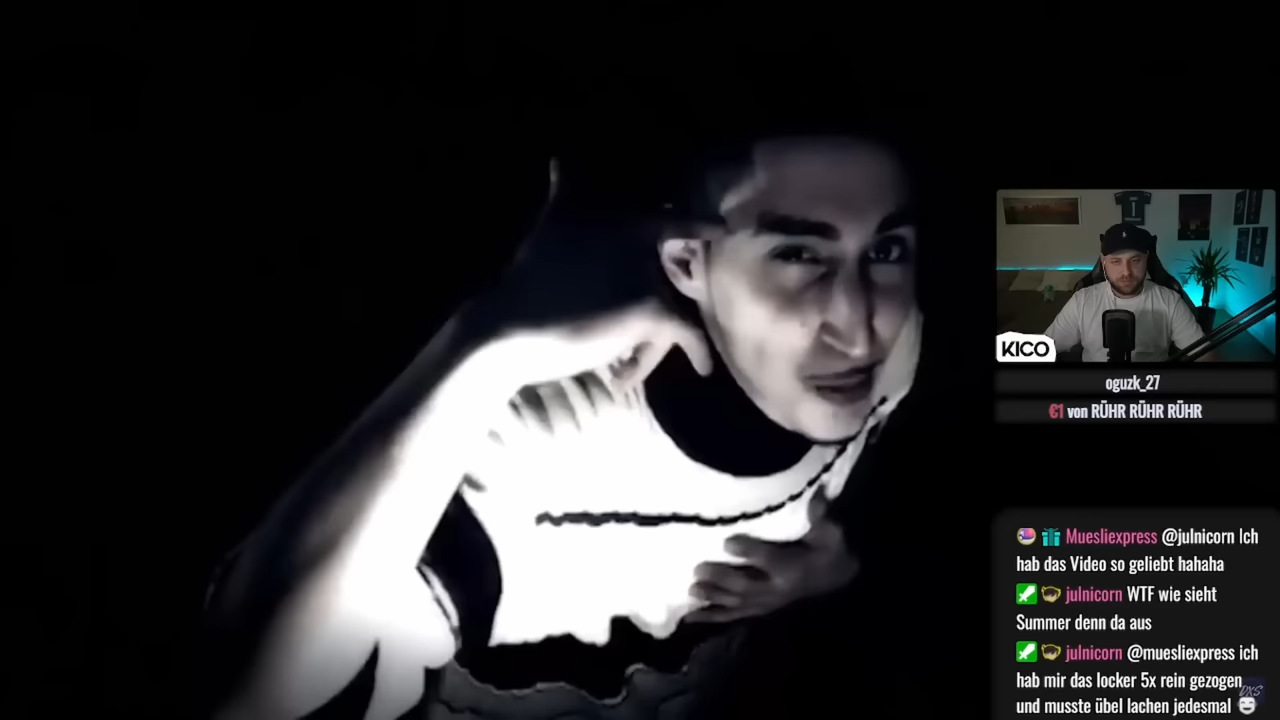 KICO
oguzk_27
€1 von RÜHR RÜHR RÜHR
Muesliexpress @julnicorn Ich
hab das Video so geliebt hahaha
julnicorn WTF wie sieht
Summer denn da aus
julnicorn @muesliexpress ich
hab mir das locker 5x rein gezogen
und musste übel lachen jedesmal
DXS